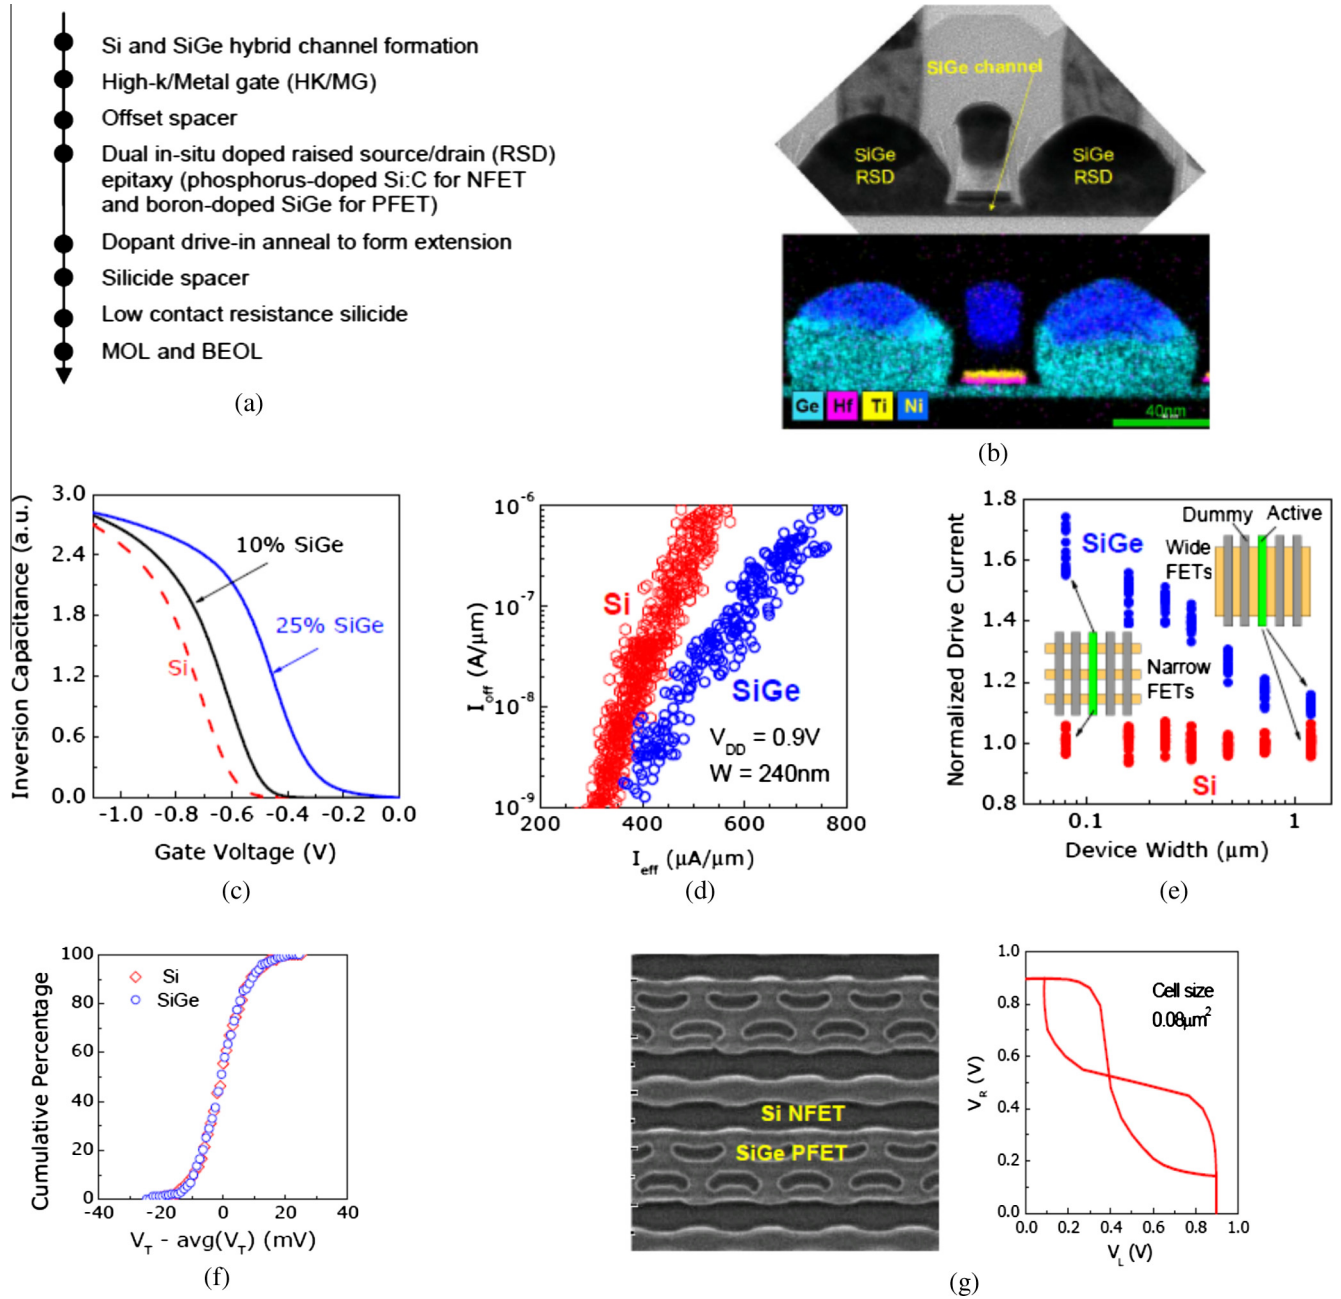 Si and SiGe hybrid channel formation
High-k/Metal gate (HK/MG)
Offset spacer
Dual in-situ doped raised source/drain (RSD)
epitaxy (phosphorus-doped Si:C for NFET
and boron-doped SiGe for PFET)
Dopant drive-in anneal to form extension
Silicide spacer
Low contact resistance silicide
MOL and BEOL
(a)
SiGe channel
SiGe
RSD
SiGe
RSD
Ge Hf Ti Ni
40nm
(b)
Inversion Capacitance (a.u.)
3.0
2.4
1.8
1.2
0.6
0.0
10% SiGe
25% SiGe
Si
-1.0 -0.8 -0.6 -0.4 -0.2 0.0
Gate Voltage (V)
(c)
I_off (A/μm)
10^-6
10^-7
10^-8
10^-9
Si
SiGe
V_DD = 0.9V
W = 240nm
200 400 600 800
I_eff (μA/μm)
(d)
Normalized Drive Current
1.8
1.6
1.4
1.2
1.0
0.8
SiGe
Dummy Active
Wide
FETs
Narrow
FETs
Si
0.1 1
Device Width (μm)
(e)
Cumulative Percentage
100
80
60
40
20
0
Si
SiGe
-40 -20 0 20 40
V_T - avg(V_T) (mV)
(f)
Si NFET
SiGe PFET
V_R (V)
1.0
0.8
0.6
0.4
0.2
0.0
Cell size
0.08μm²
0.0 0.2 0.4 0.6 0.8 1.0
V_L (V)
(g)